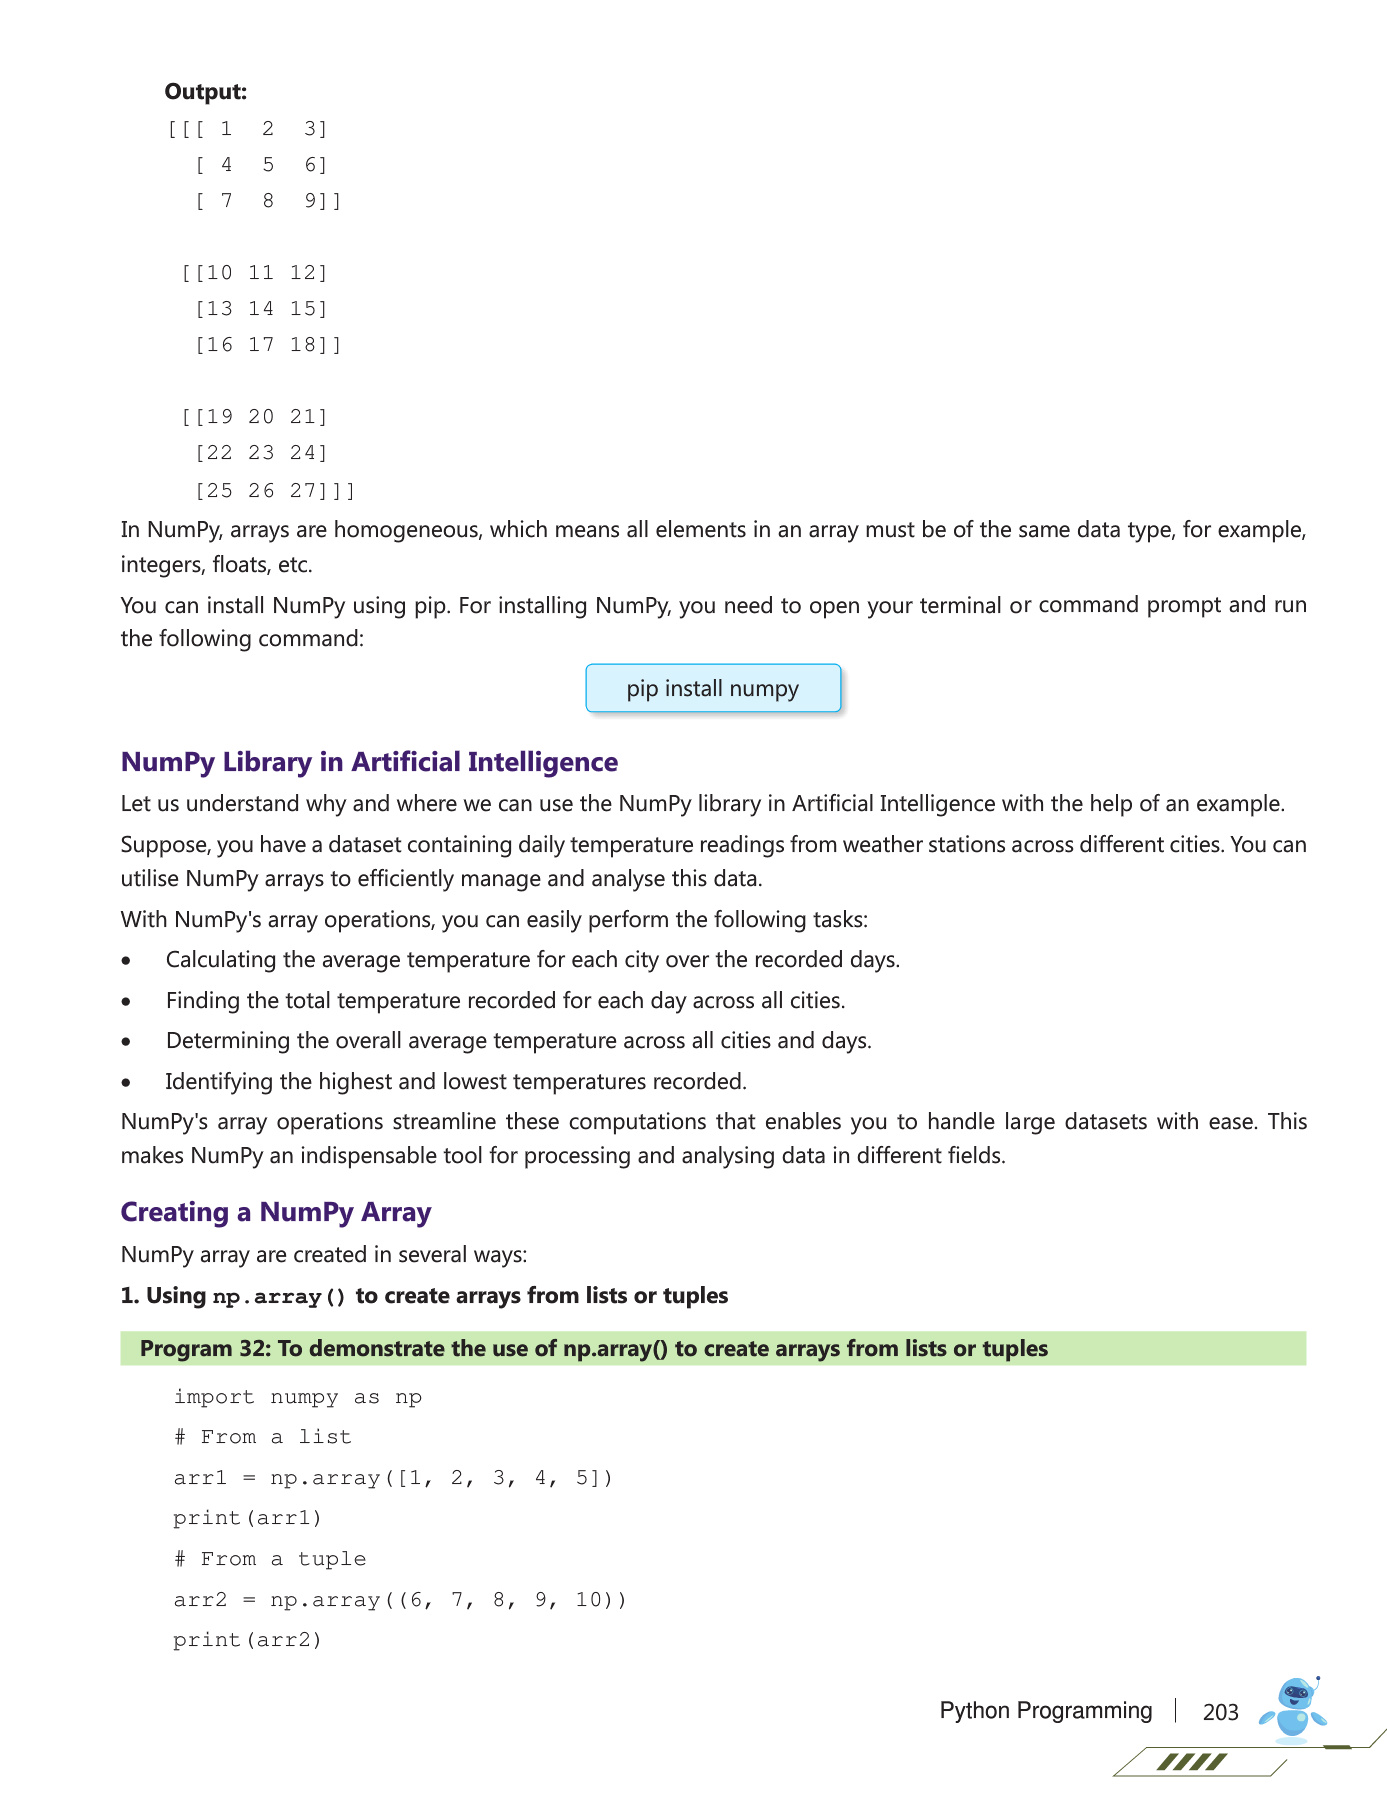 Output:
[[[ 1  2  3]
  [ 4  5  6]
  [ 7  8  9]]
 [[10 11 12]
  [13 14 15]
  [16 17 18]]
 [[19 20 21]
  [22 23 24]
  [25 26 27]]]
In NumPy, arrays are homogeneous, which means all elements in an array must be of the same data type, for example,
integers, floats, etc.
You can install NumPy using pip. For installing NumPy, you need to open your terminal or command prompt and run
the following command:
pip install numpy
NumPy Library in Artificial Intelligence
Let us understand why and where we can use the NumPy library in Artificial Intelligence with the help of an example.
Suppose, you have a dataset containing daily temperature readings from weather stations across different cities. You can
utilise NumPy arrays to efficiently manage and analyse this data.
With NumPy's array operations, you can easily perform the following tasks:
• Calculating the average temperature for each city over the recorded days.
• Finding the total temperature recorded for each day across all cities.
• Determining the overall average temperature across all cities and days.
• Identifying the highest and lowest temperatures recorded.
NumPy's array operations streamline these computations that enables you to handle large datasets with ease. This
makes NumPy an indispensable tool for processing and analysing data in different fields.
Creating a NumPy Array
NumPy array are created in several ways:
1. Using np.array() to create arrays from lists or tuples
Program 32: To demonstrate the use of np.array() to create arrays from lists or tuples
import numpy as np
# From a list
arr1 = np.array([1, 2, 3, 4, 5])
print(arr1)
# From a tuple
arr2 = np.array((6, 7, 8, 9, 10))
print(arr2)
Python Programming | 203